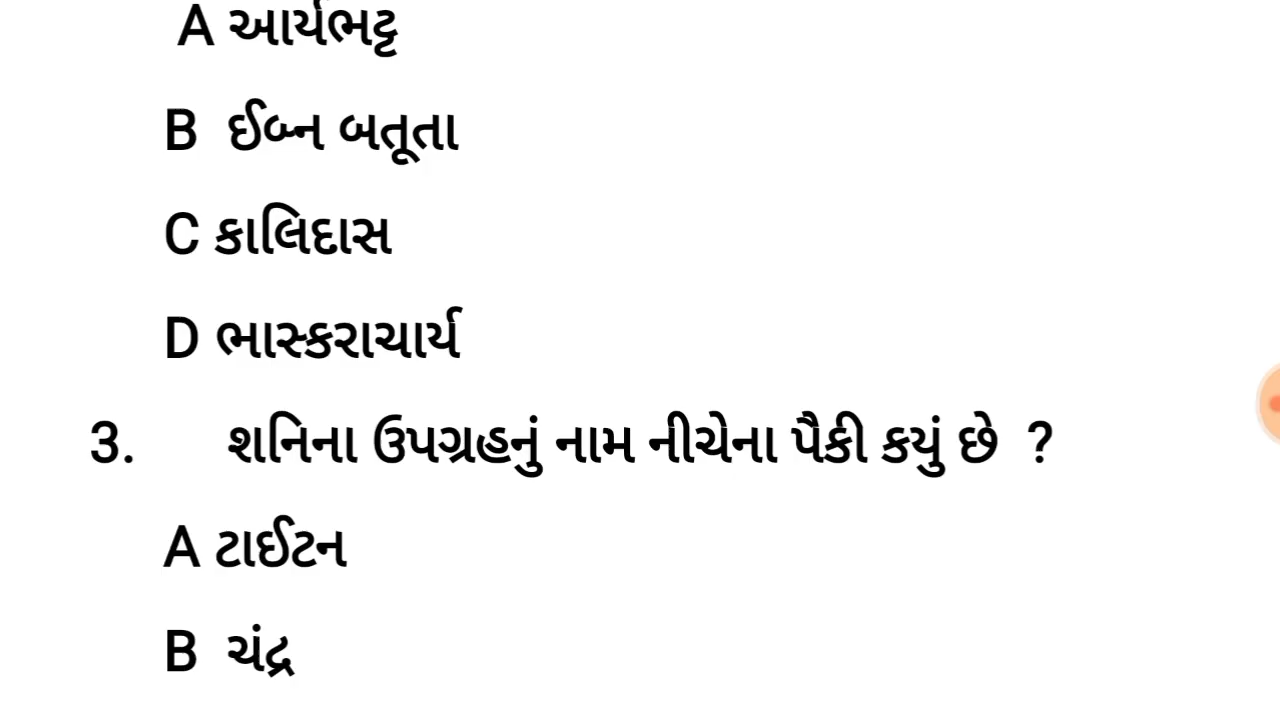 A આર્યભટ્ટ
B ઈબ્ન બતૂતા
C કાલિદાસ
D ભાસ્કરાચાર્ય
3. શનિના ઉપગ્રહનું નામ નીચેના પૈકી કયું છે ?
A ટાઈટન
B ચંદ્ર